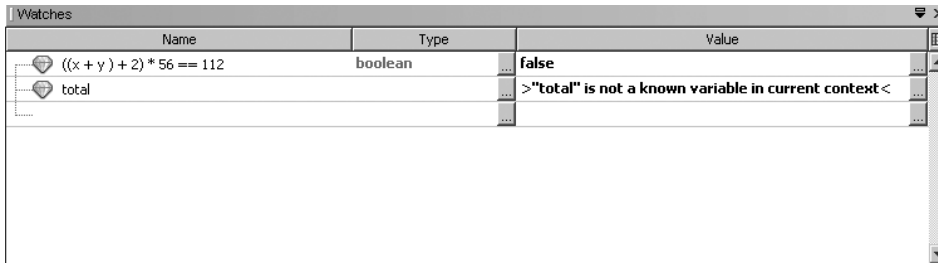 Watches
Name Type Value
((x + y ) + 2) * 56 == 112 boolean ... false ...
total ... >"total" is not a known variable in current context< ...
... ...